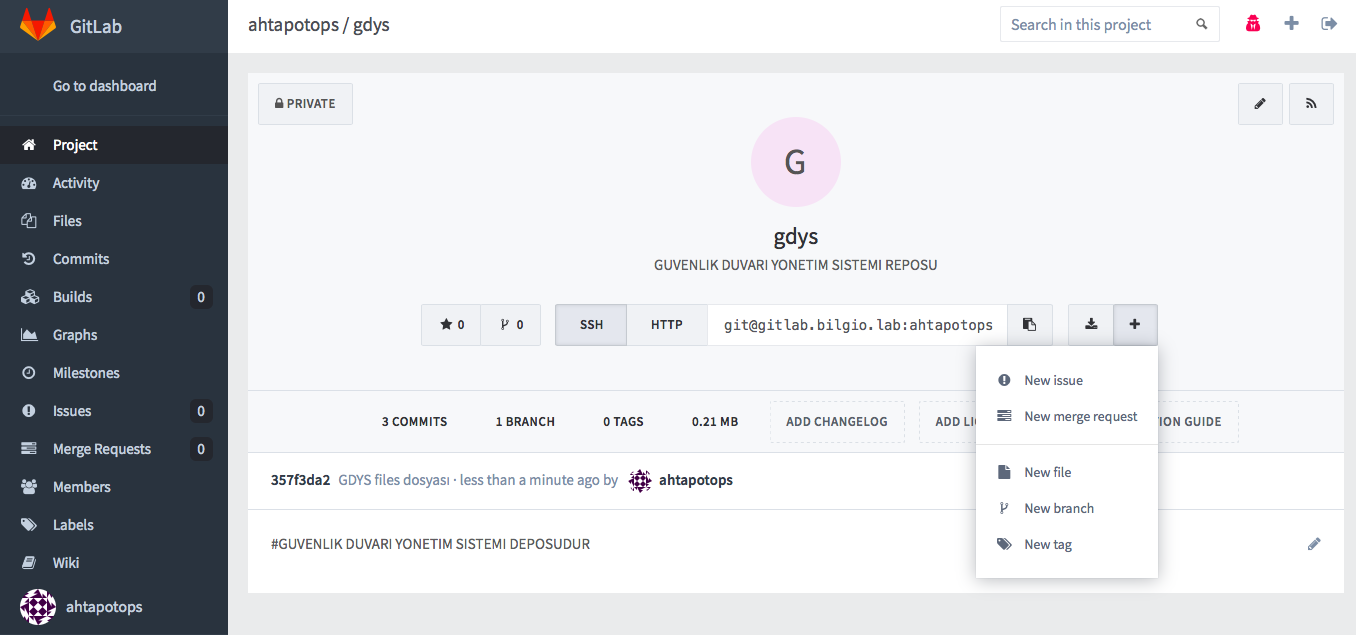 GitLab
ahtapotops / gdys
Search in this project
Go to dashboard
Project
Activity
Files
Commits
Builds 0
Graphs
Milestones
Issues 0
Merge Requests 0
Members
Labels
Wiki
ahtapotops
PRIVATE
G
gdys
GUVENLIK DUVARI YONETIM SISTEMI REPOSU
0 0 SSH HTTP git@gitlab.bilgio.lab:ahtapotops
New issue
New merge request
New file
New branch
New tag
3 COMMITS 1 BRANCH 0 TAGS 0.21 MB ADD CHANGELOG ADD LI ION GUIDE
357f3da2 GDYS files dosyası · less than a minute ago by ahtapotops
#GUVENLIK DUVARI YONETIM SISTEMI DEPOSUDUR